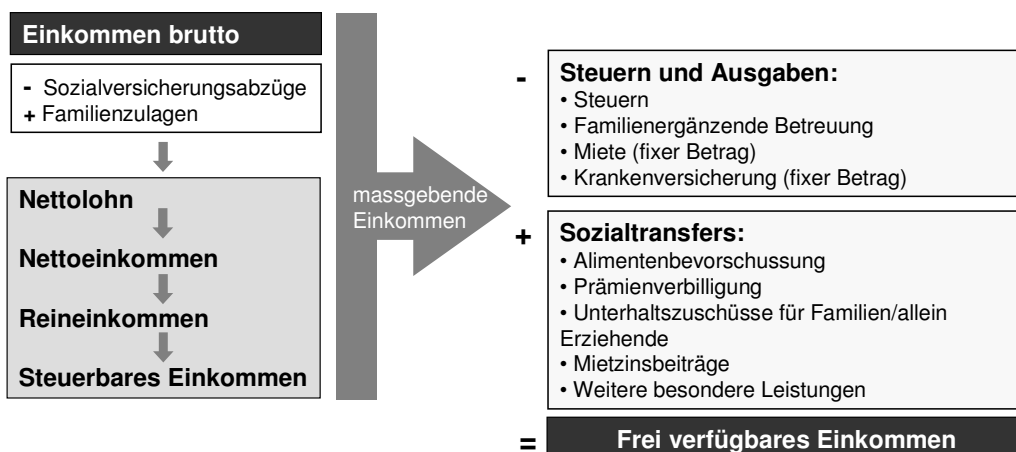 Einkommen brutto
- Sozialversicherungsabzüge
+ Familienzulagen
Nettolohn
Nettoeinkommen
Reineinkommen
Steuerbares Einkommen
massgebende
Einkommen
-
Steuern und Ausgaben:
• Steuern
• Familienergänzende Betreuung
• Miete (fixer Betrag)
• Krankenversicherung (fixer Betrag)
+
Sozialtransfers:
• Alimentenbevorschussung
• Prämienverbilligung
• Unterhaltszuschüsse für Familien/allein
Erziehende
• Mietzinsbeiträge
• Weitere besondere Leistungen
=
Frei verfügbares Einkommen